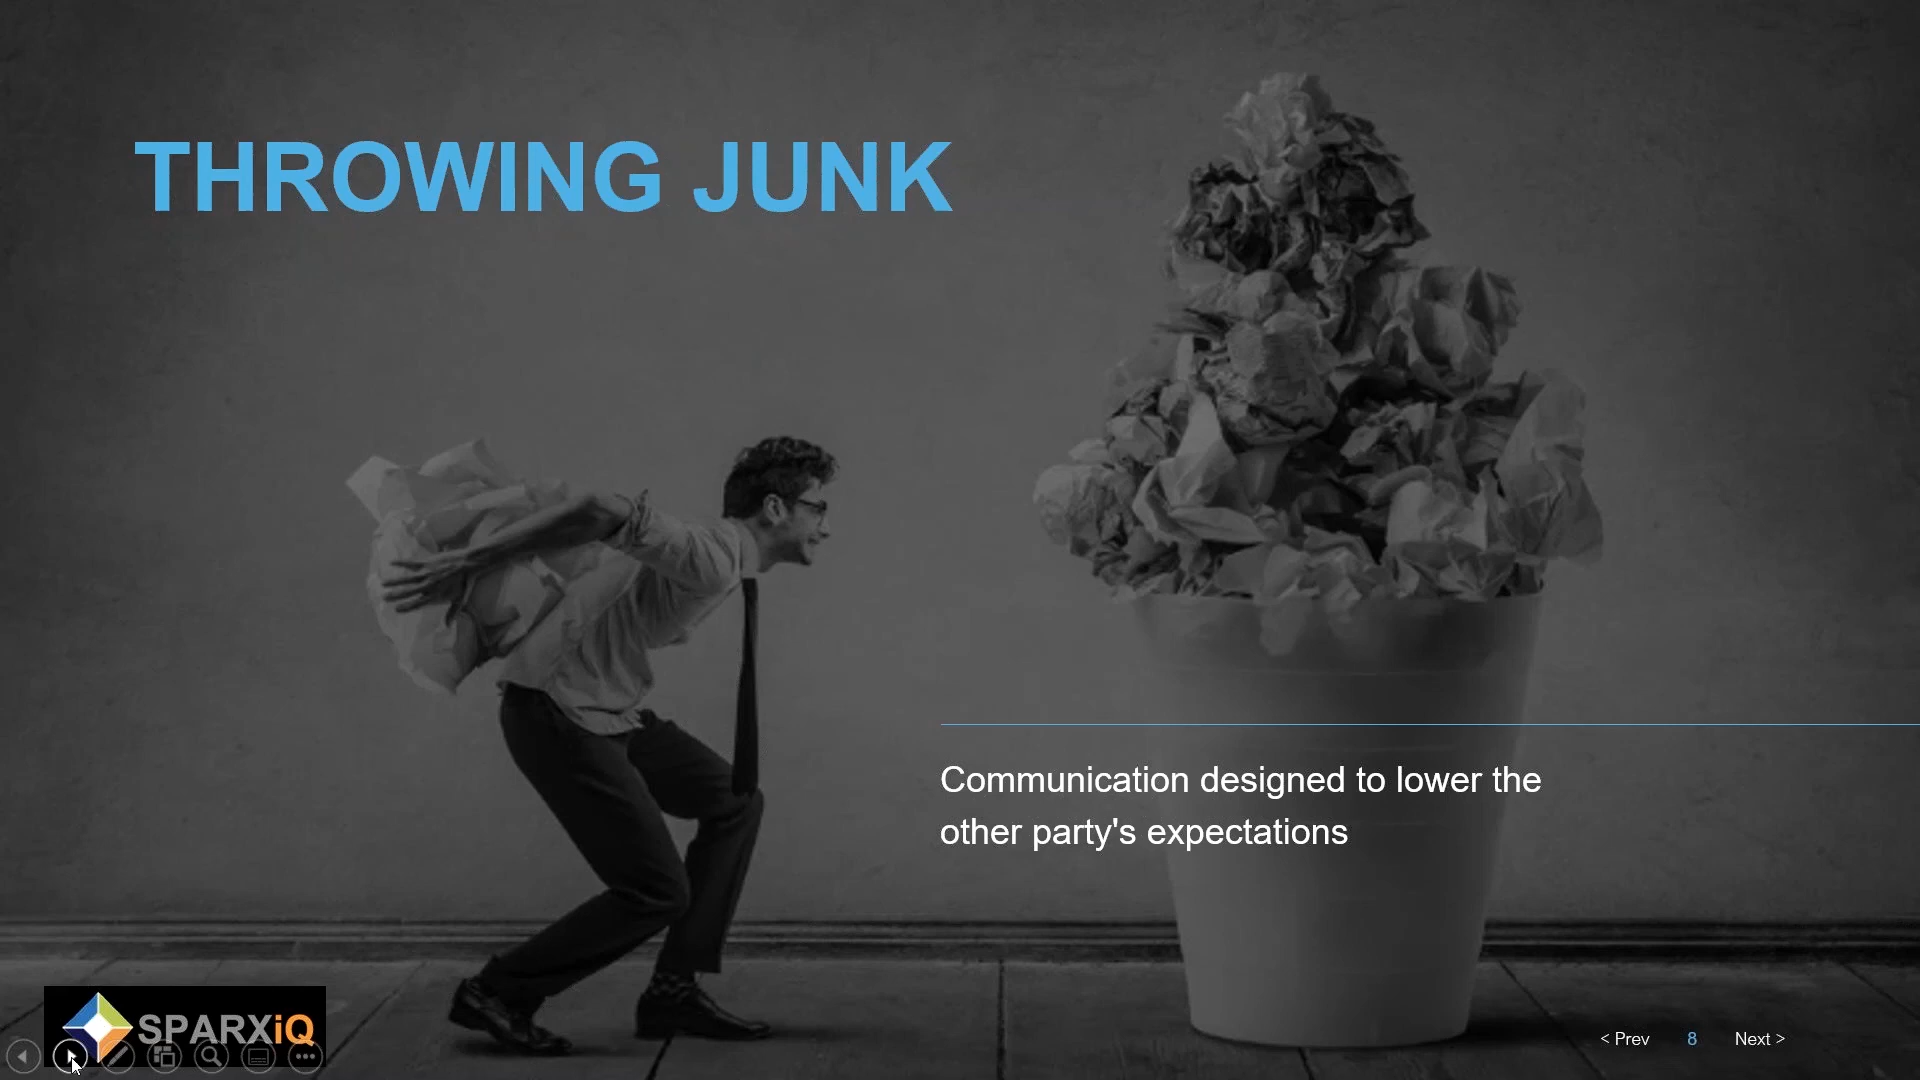 THROWING JUNK
Communication designed to lower the
other party's expectations
SPARXiQ
< Prev 8 Next >